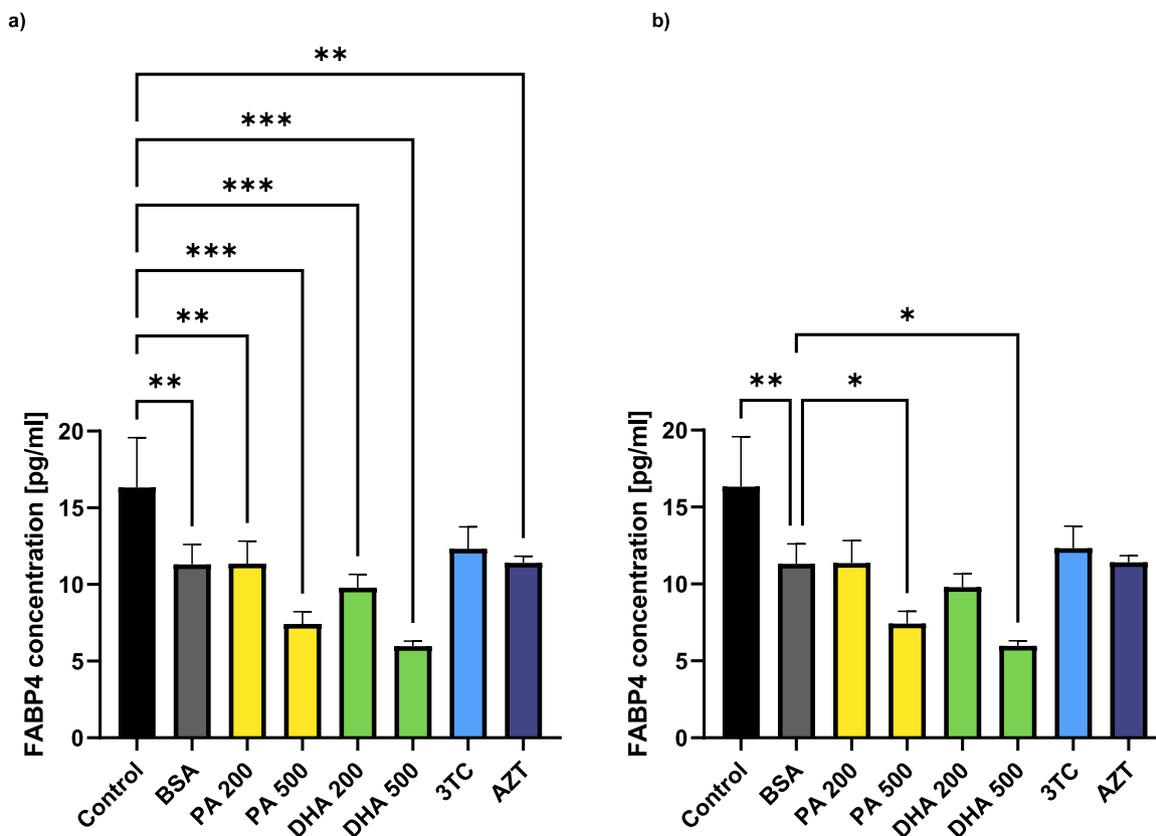 a)
**
***
***
***
**
**
FABP4 concentration [pg/ml]
20
15
10
5
0
Control
BSA
PA 200
PA 500
DHA 200
DHA 500
3TC
AZT
b)
*
** *
FABP4 concentration [pg/ml]
20
15
10
5
0
Control
BSA
PA 200
PA 500
DHA 200
DHA 500
3TC
AZT